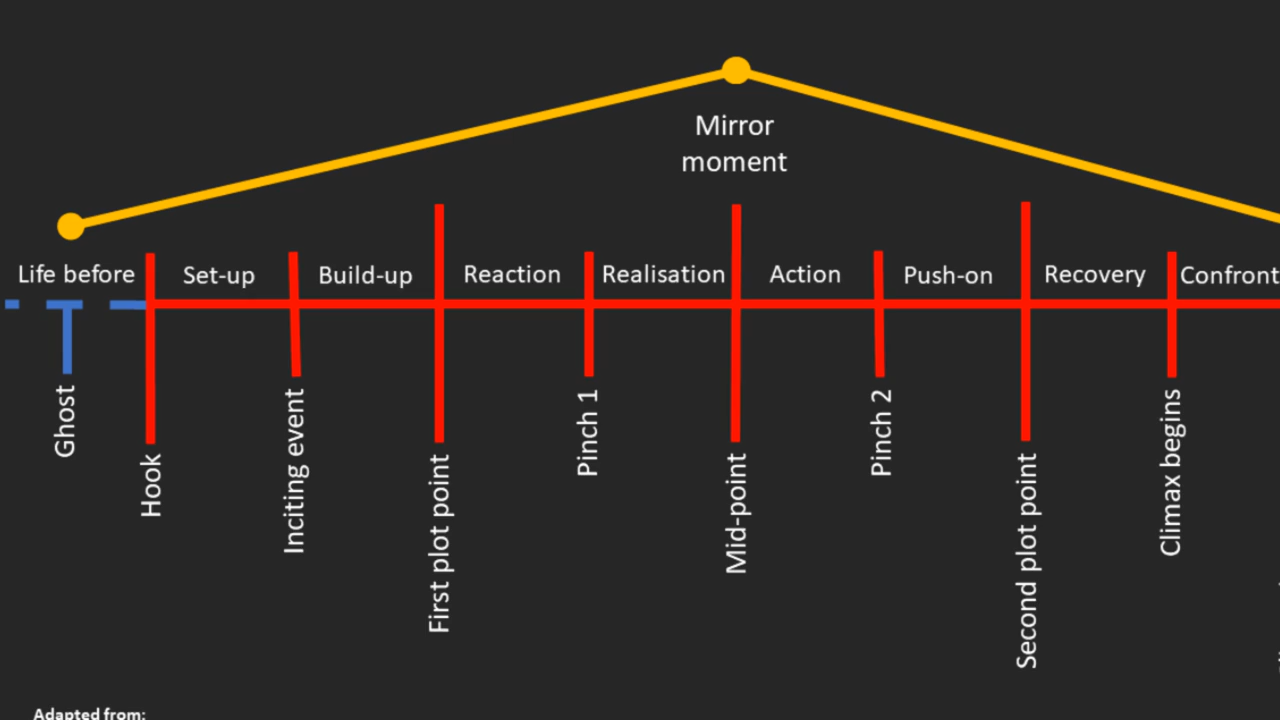 Mirror
moment
Life before
Set-up
Build-up
Reaction
Realisation
Action
Push-on
Recovery
Confront
Ghost
Hook
Inciting event
First plot point
Pinch 1
Mid-point
Pinch 2
Second plot point
Climax begins
Adapted from: